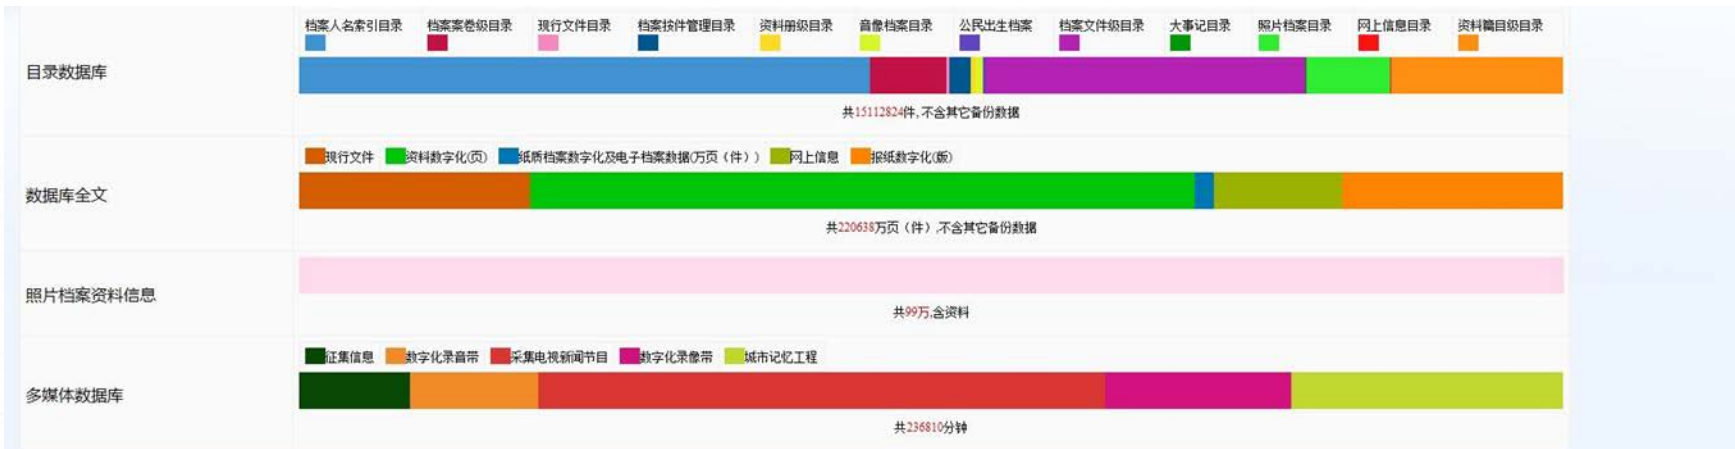 档案人名索引目录 档案案卷级目录 现行文件目录 档案按件管理目录 资料册级目录 音像档案目录 公民出生档案 档案文件级目录 大事记目录 照片档案目录 网上信息目录 资料篇目级目录
目录数据库
共15112824件,不含其它备份数据
现行文件 资料数字化(页) 纸质档案数字化及电子档案数据(万页（件）) 网上信息 报纸数字化(版)
数据库全文
共220638万页（件）,不含其它备份数据
照片档案资料信息
共99万,含资料
征集信息 数字化录音带 采集电视新闻节目 数字化录像带 城市记忆工程
多媒体数据库
共236810分钟